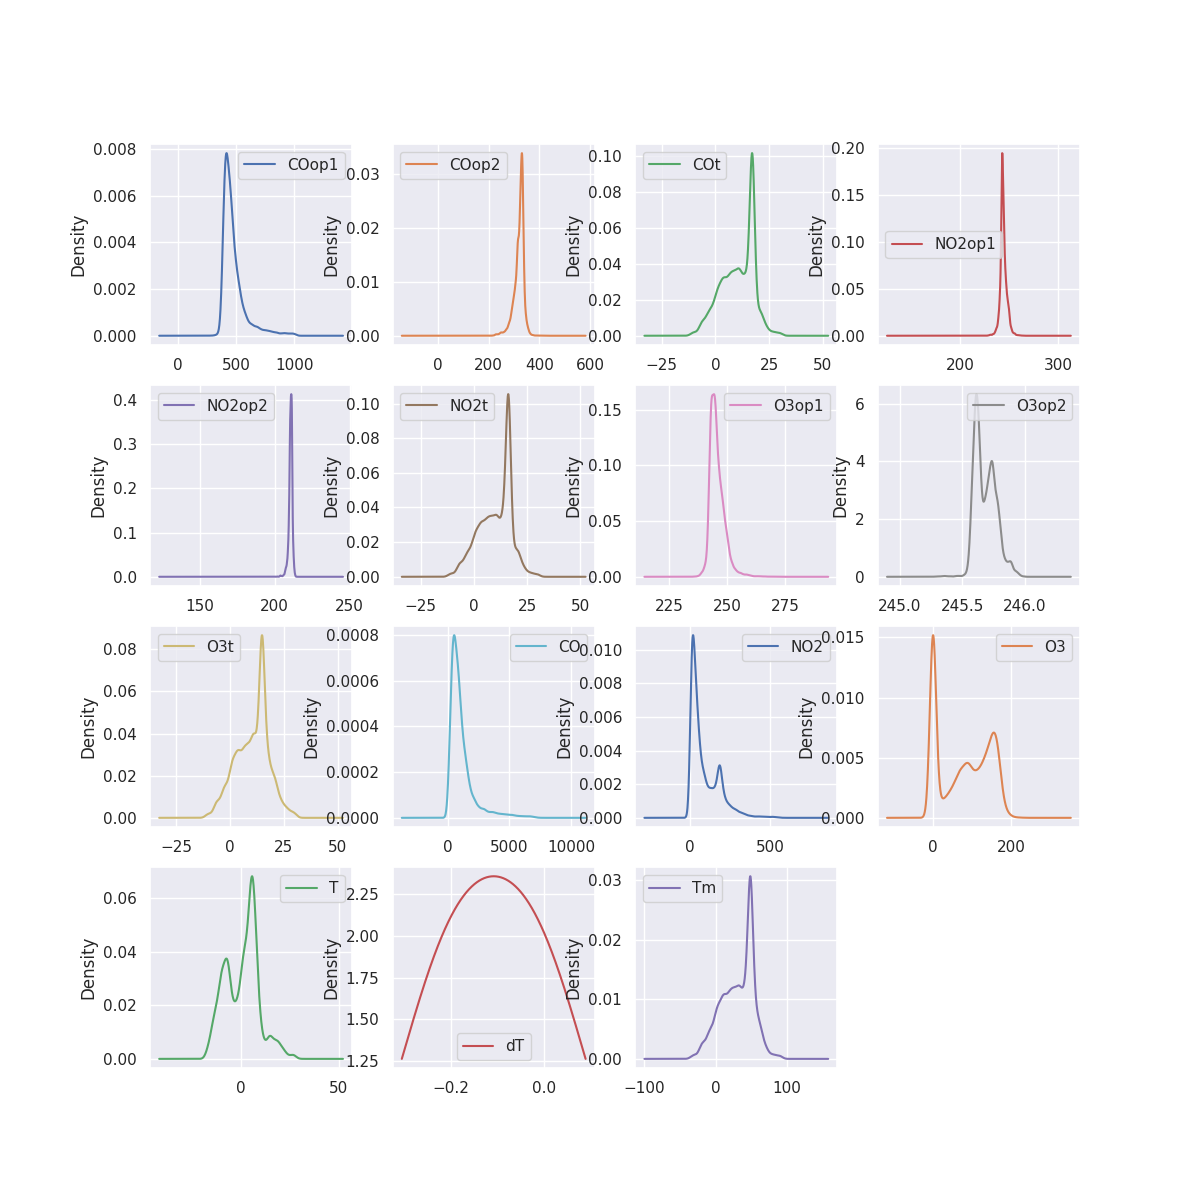 0.008 0.006 0.004 0.002 0.000 Density COop1 0 500 1000
0.03 0.02 0.01 0.00 Density COop2 0 200 400 600
0.10 0.08 0.06 0.04 0.02 0.00 Density COt −25 0 25 50
0.20 0.15 0.10 0.05 0.00 Density NO2op1 200 300
0.4 0.3 0.2 0.1 0.0 Density NO2op2 150 200 250
0.10 0.08 0.06 0.04 0.02 0.00 Density NO2t −25 0 25 50
0.15 0.10 0.05 0.00 Density O3op1 225 250 275
6 4 2 0 Density O3op2 245.0 245.5 246.0
0.08 0.06 0.04 0.02 0.00 Density O3t −25 0 25 50
0.0008 0.0006 0.0004 0.0002 0.0000 Density CO 0 5000 10000
0.010 0.008 0.006 0.004 0.002 0.000 Density NO2 0 500
0.015 0.010 0.005 0.000 Density O3 0 200
0.06 0.04 0.02 0.00 Density T 0 50
2.25 2.00 1.75 1.50 1.25 Density dT −0.2 0.0
0.03 0.02 0.01 0.00 Density Tm −100 0 100